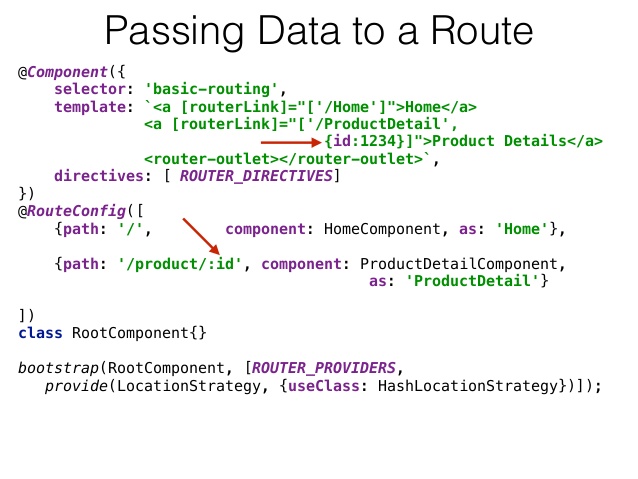 Passing Data to a Route
@Component({
    selector: 'basic-routing',
    template: `<a [routerLink]="['/Home']">Home</a>
              <a [routerLink]="['/ProductDetail',
                                  {id:1234}]">Product Details</a>
              <router-outlet></router-outlet>`,
    directives: [ ROUTER_DIRECTIVES]
})
@RouteConfig([
    {path: '/',        component: HomeComponent, as: 'Home'},
    {path: '/product/:id', component: ProductDetailComponent,
                                       as: 'ProductDetail'}
])
class RootComponent{}
bootstrap(RootComponent, [ROUTER_PROVIDERS,
   provide(LocationStrategy, {useClass: HashLocationStrategy})]);